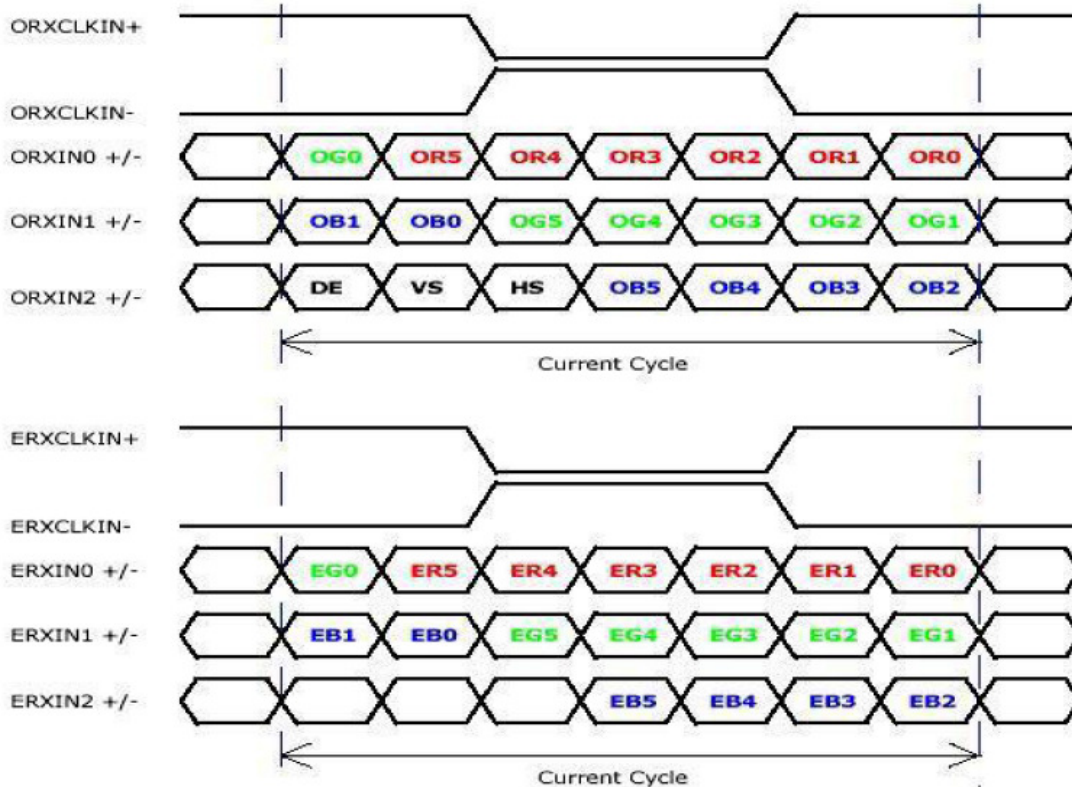 ORXCLKIN+
ORXCLKIN-
ORXIN0 +/- OG0 OR5 OR4 OR3 OR2 OR1 OR0
ORXIN1 +/- OB1 OB0 OG5 OG4 OG3 OG2 OG1
ORXIN2 +/- DE VS HS OB5 OB4 OB3 OB2
Current Cycle
ERXCLKIN+
ERXCLKIN-
ERXIN0 +/- EG0 ER5 ER4 ER3 ER2 ER1 ER0
ERXIN1 +/- EB1 EB0 EG5 EG4 EG3 EG2 EG1
ERXIN2 +/- EB5 EB4 EB3 EB2
Current Cycle